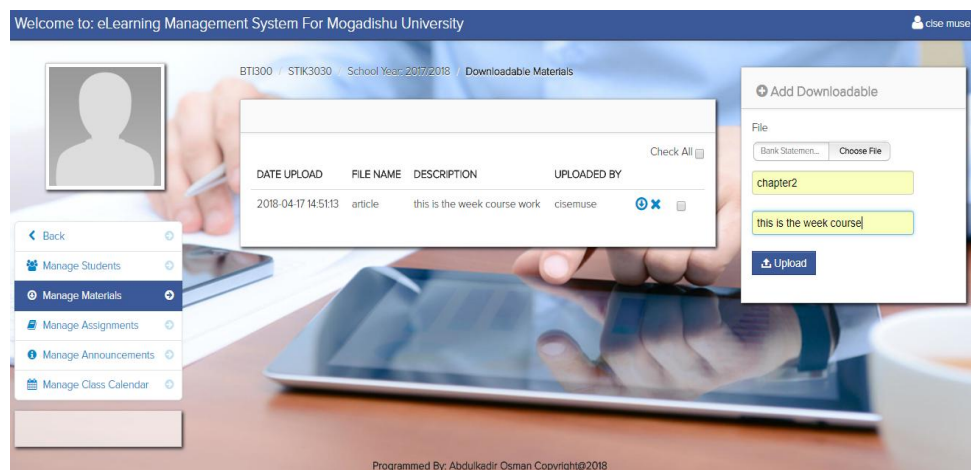 Welcome to: eLearning Management System For Mogadishu University
cise muse
BTI300 / STIK3030 / School Year: 2017/2018 / Downloadable Materials
Check All
DATE UPLOAD FILE NAME DESCRIPTION UPLOADED BY
2018-04-17 14:51:13 article this is the week course work cisemuse
Add Downloadable
File
Bank Statemen... Choose File
chapter2
this is the week course
Upload
Back
Manage Students
Manage Materials
Manage Assignments
Manage Announcements
Manage Class Calendar
Programmed By: Abdulkadir Osman Copyright@2018